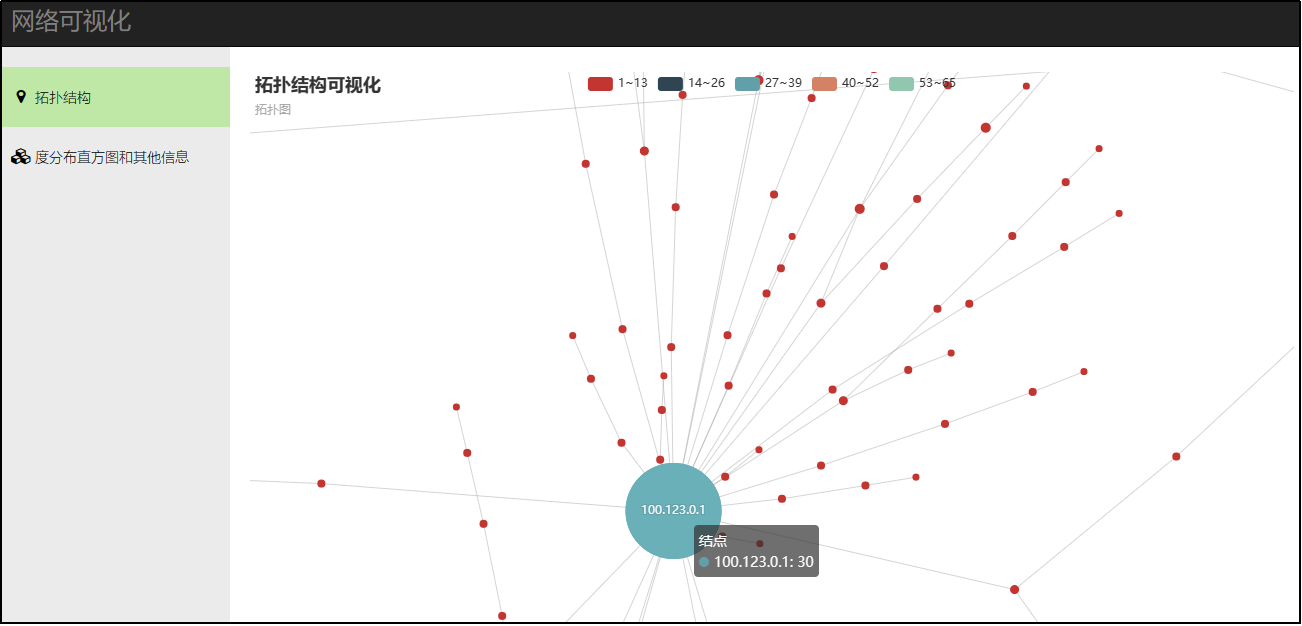 网络可视化
拓扑结构
度分布直方图和其他信息
拓扑结构可视化
拓扑图
1~13
14~26
27~39
40~52
53~65
100.123.0.1
结点
100.123.0.1: 30